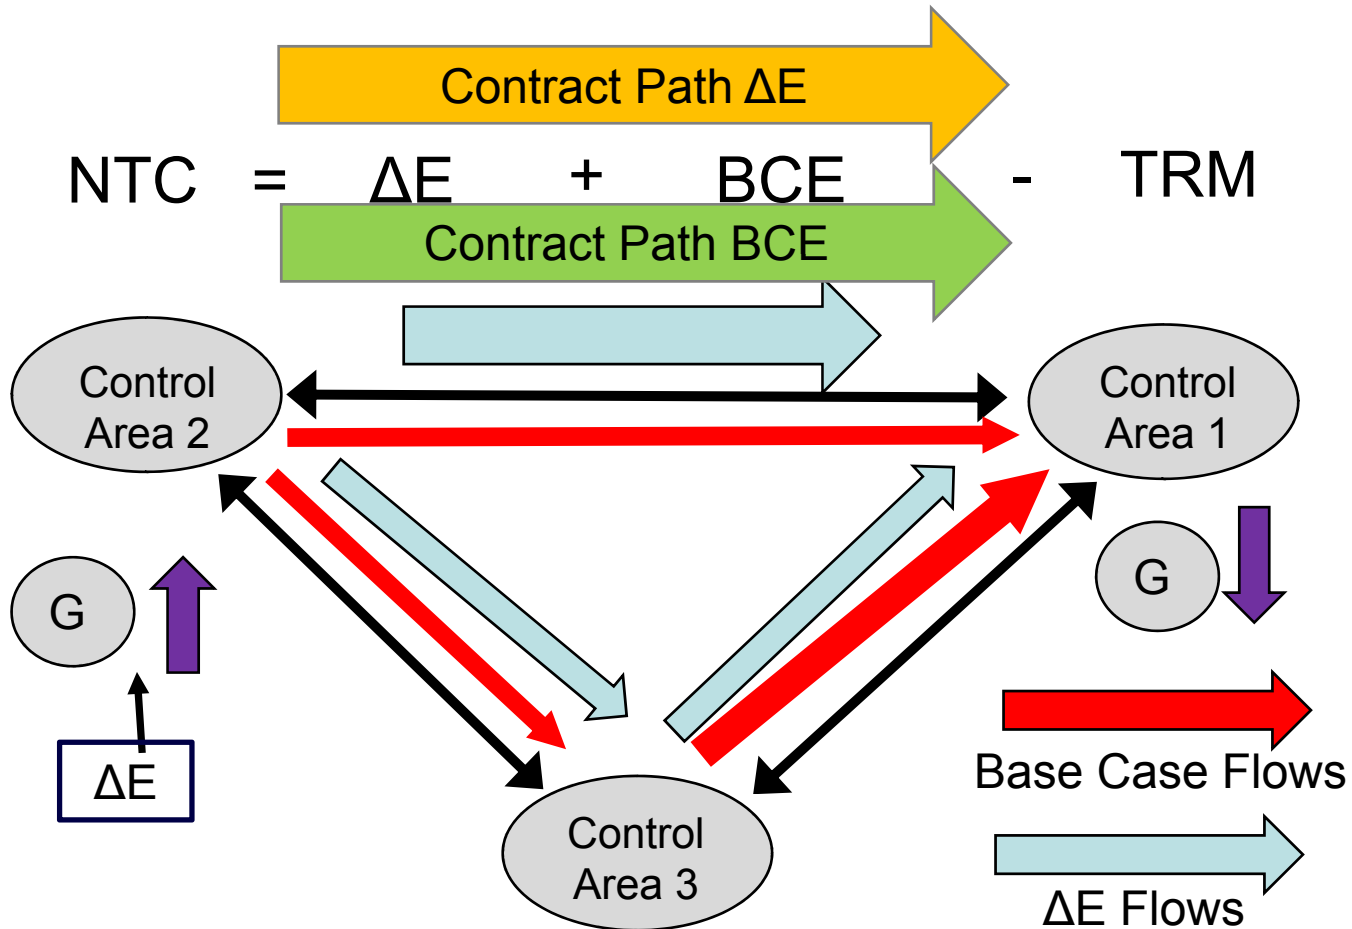 Contract Path ΔE
NTC = ΔE + BCE - TRM
Contract Path BCE
Control
Area 2
Control
Area 1
G
G
ΔE
Control
Area 3
Base Case Flows
ΔE Flows